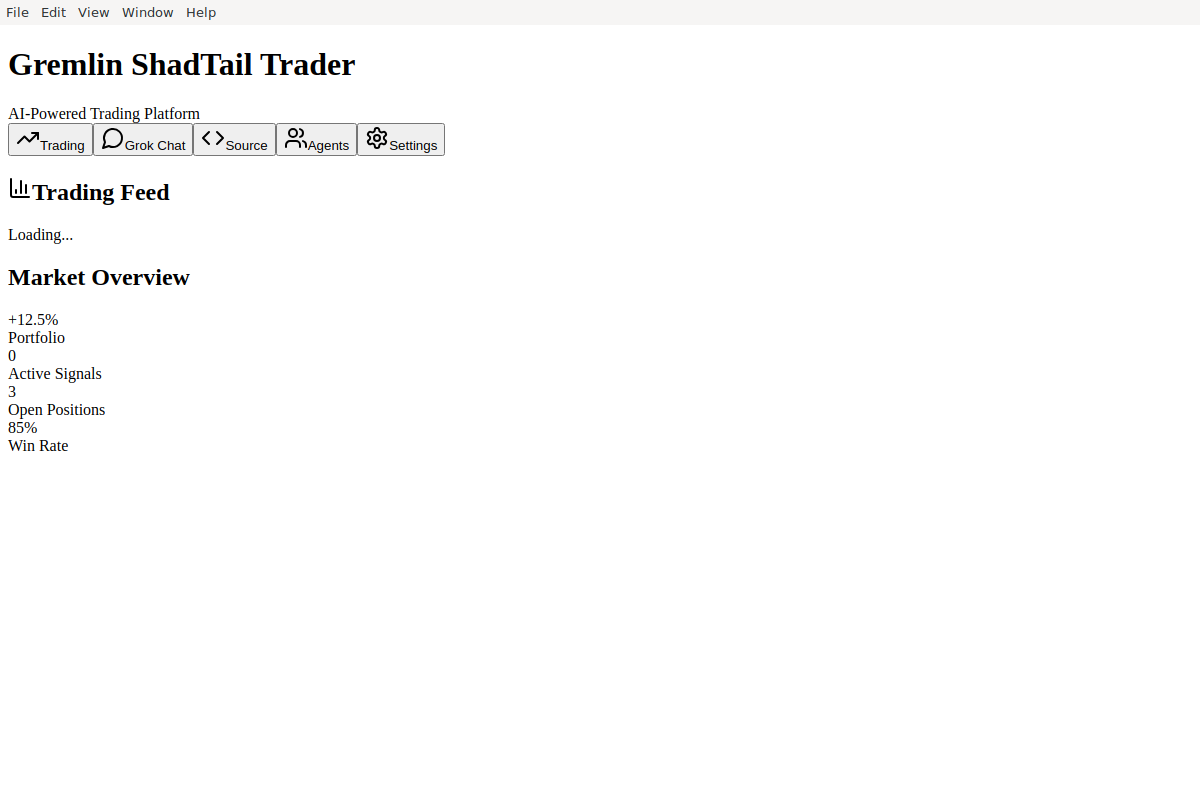 File Edit View Window Help
Gremlin ShadTail Trader
AI-Powered Trading Platform
Trading Grok Chat Source Agents Settings
Trading Feed
Loading...
Market Overview
+12.5%
Portfolio
0
Active Signals
3
Open Positions
85%
Win Rate